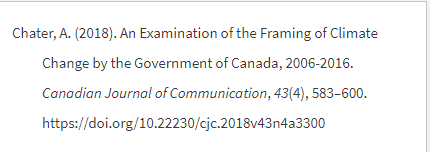 Chater, A. (2018). An Examination of the Framing of Climate
Change by the Government of Canada, 2006-2016.
Canadian Journal of Communication, 43(4), 583–600.
https://doi.org/10.22230/cjc.2018v43n4a3300